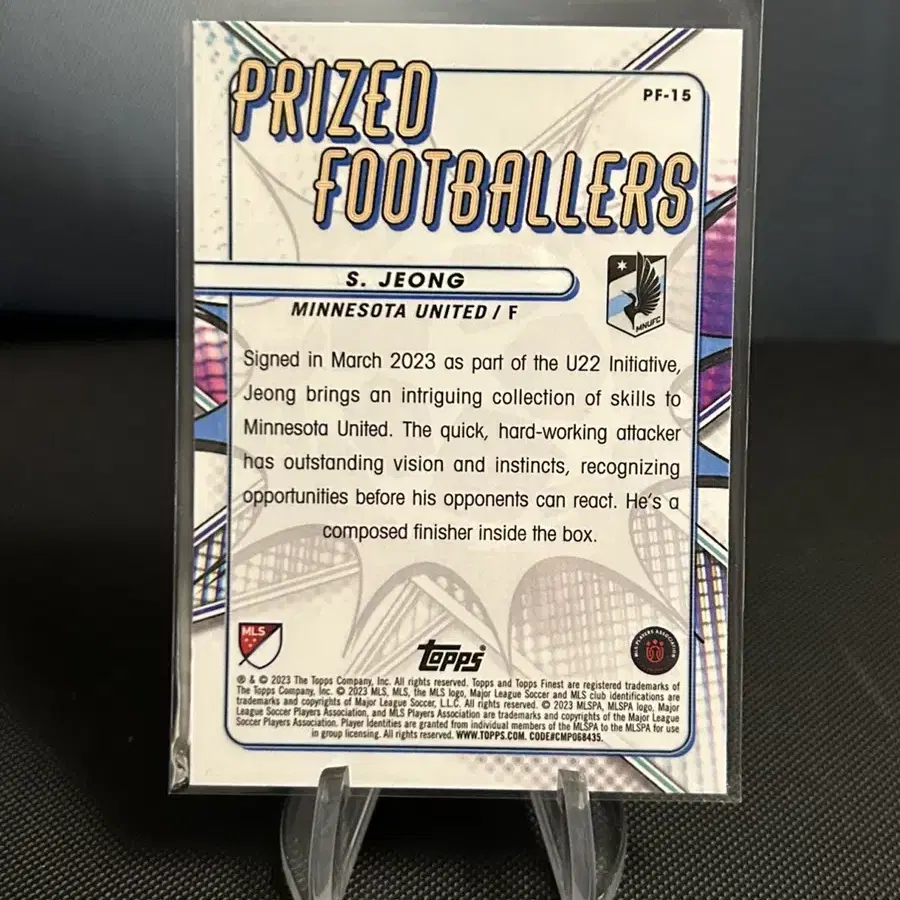 PRIZED
PF-15
FOOTBALLERS
S. JEONG
MINNESOTA UNITED / F
MNUFC
Signed in March 2023 as part of the U22 Initiative,
Jeong brings an intriguing collection of skills to
Minnesota United. The quick, hard-working attacker
has outstanding vision and instincts, recognizing
opportunities before his opponents can react. He's a
composed finisher inside the box.
MLS
topps
MLS PLAYERS ASSOCIATION
® & © 2023 The Topps Company, Inc. All rights reserved. Topps and Topps Finest are registered trademarks of
The Topps Company, Inc. © 2023 MLS, MLS, the MLS logo, Major League Soccer and MLS club identifications are
trademarks and copyrights of Major League Soccer, L.L.C. All rights reserved. © 2023 MLSPA, MLSPA logo, Major
League Soccer Players Association, and MLS Players Association are trademarks and copyrights of the Major League
Soccer Players Association. Player Identities are granted from individual members of the MLSPA to the MLSPA for use
in group licensing. All rights reserved. WWW.TOPPS.COM. CODE#CMP068435.